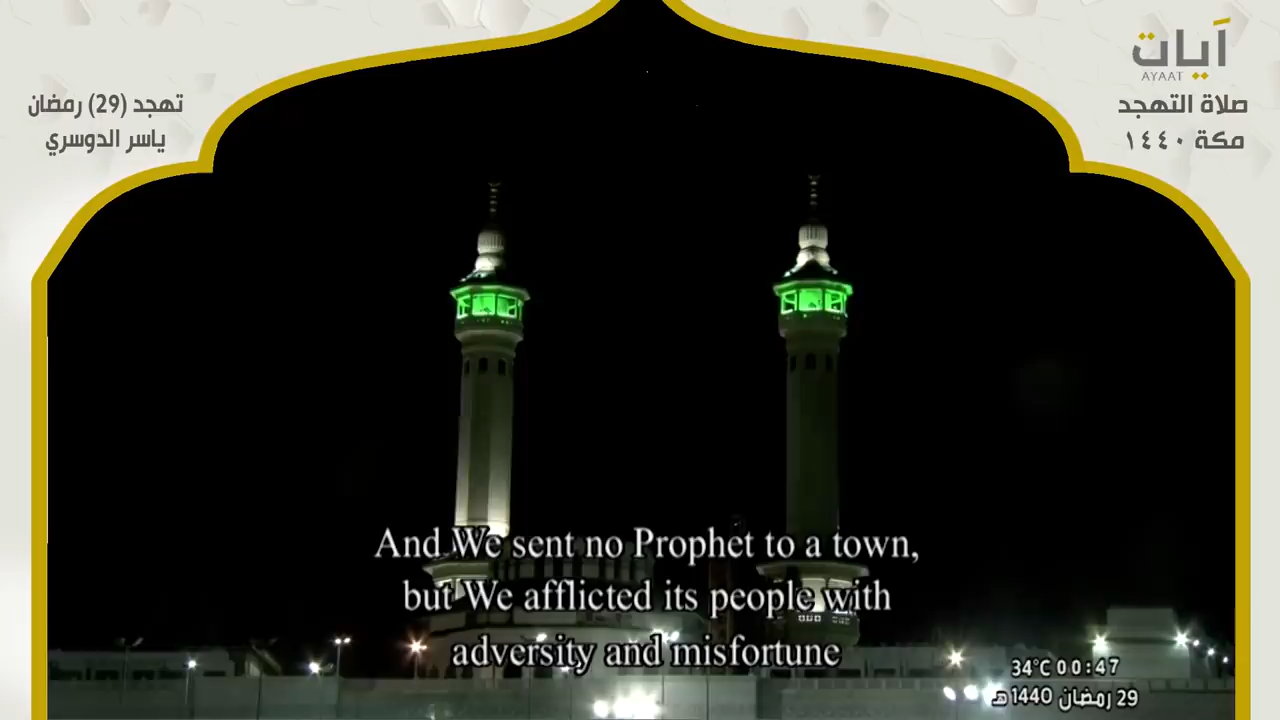 آيات
AYAAT
صلاة التهجد
مكة ١٤٤٠
تهجد (29) رمضان
ياسر الدوسري
And We sent no Prophet to a town,
but We afflicted its people with
adversity and misfortune
34°C 00:47
29 رمضان 1440هـ